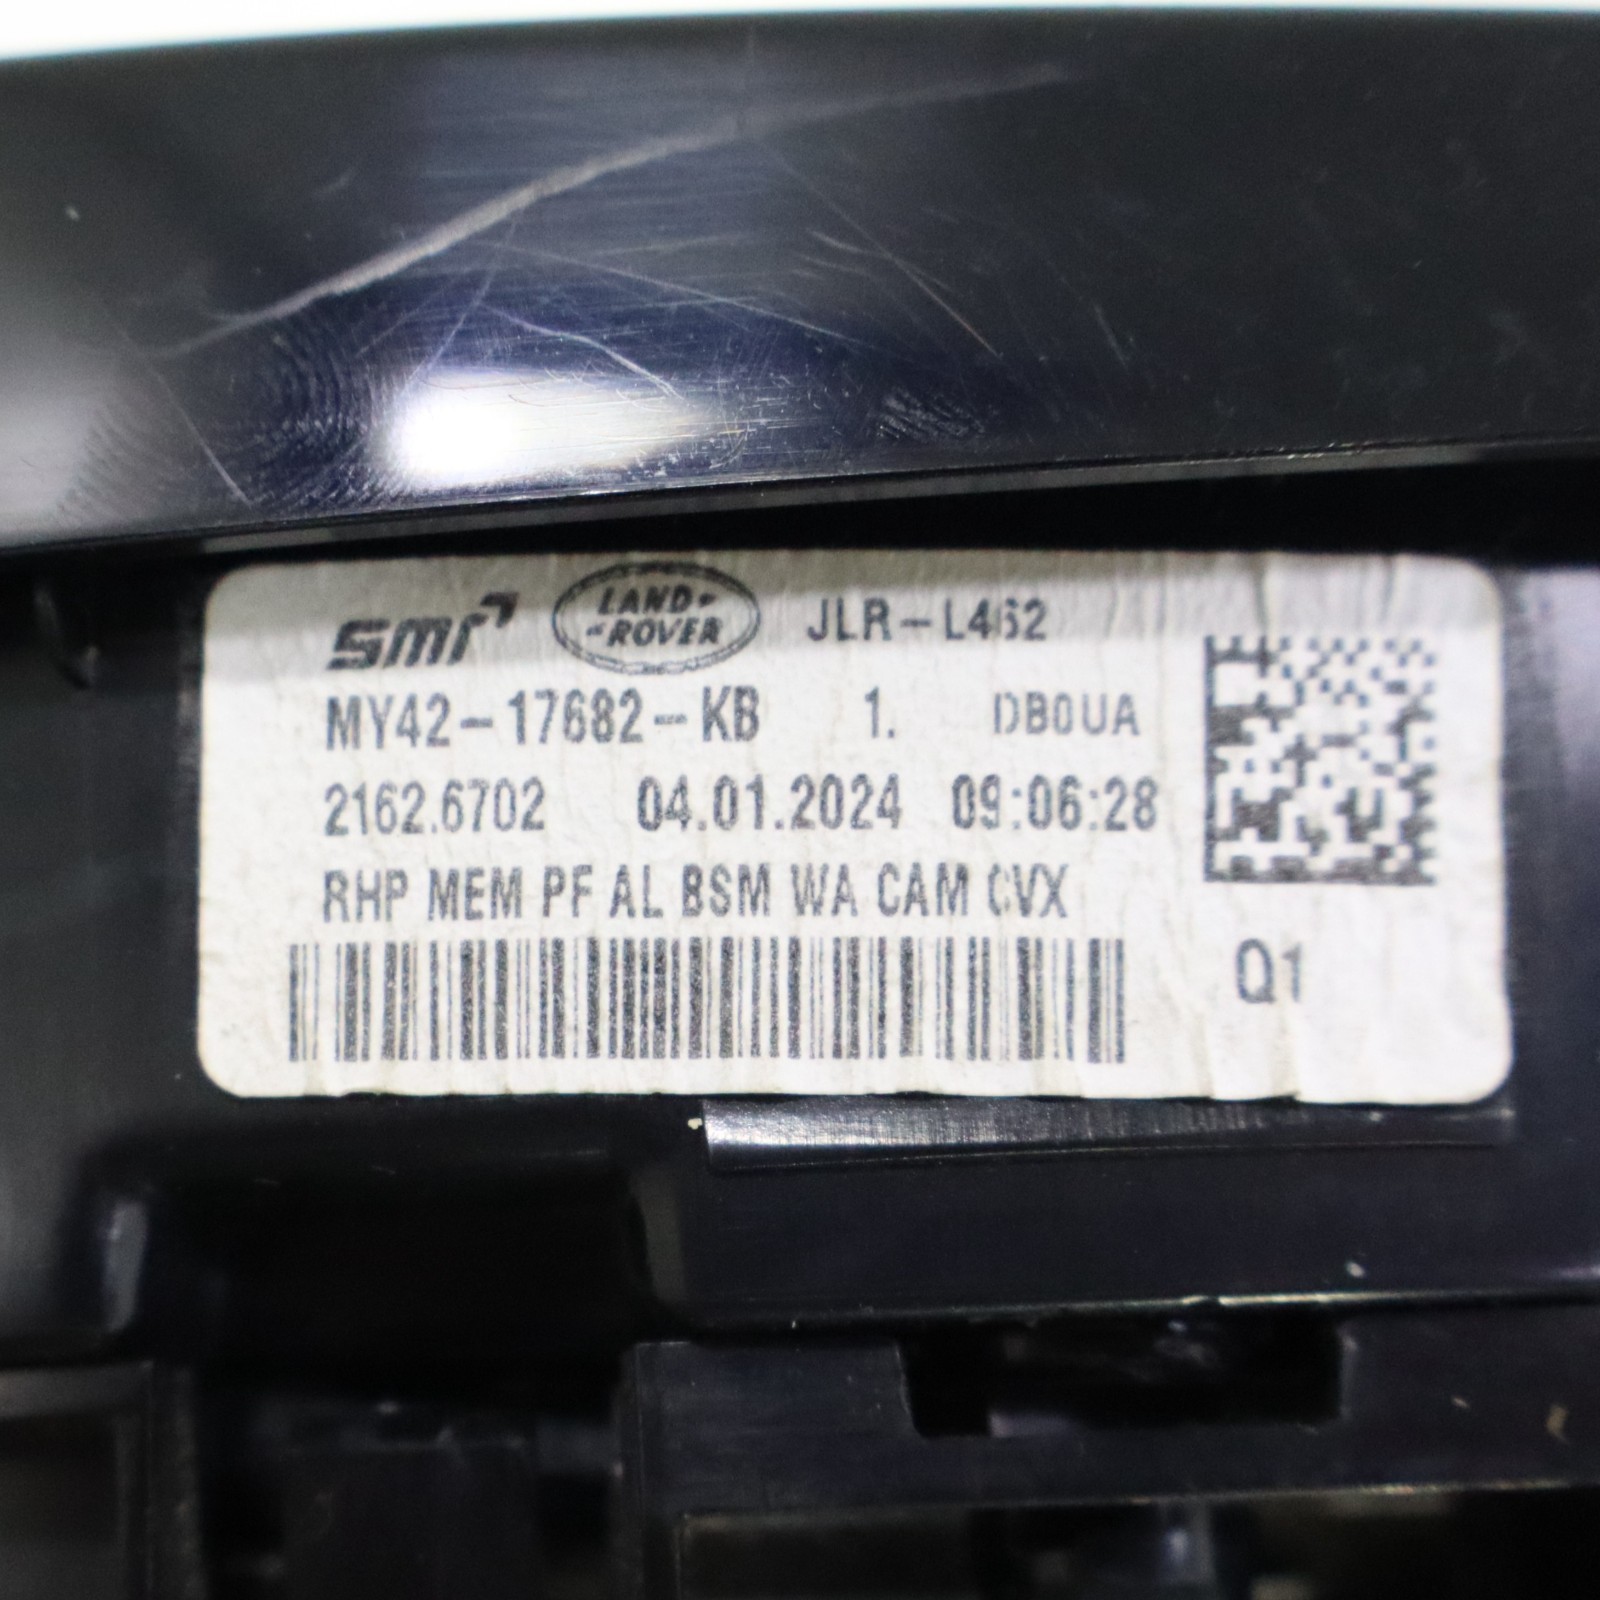 smr LAND-ROVER JLR-L462
MY42-17682-KB 1. DB0UA
2162.6702 04.01.2024 09:06:28
RHP MEM PF AL BSM WA CAM CVX
Q1